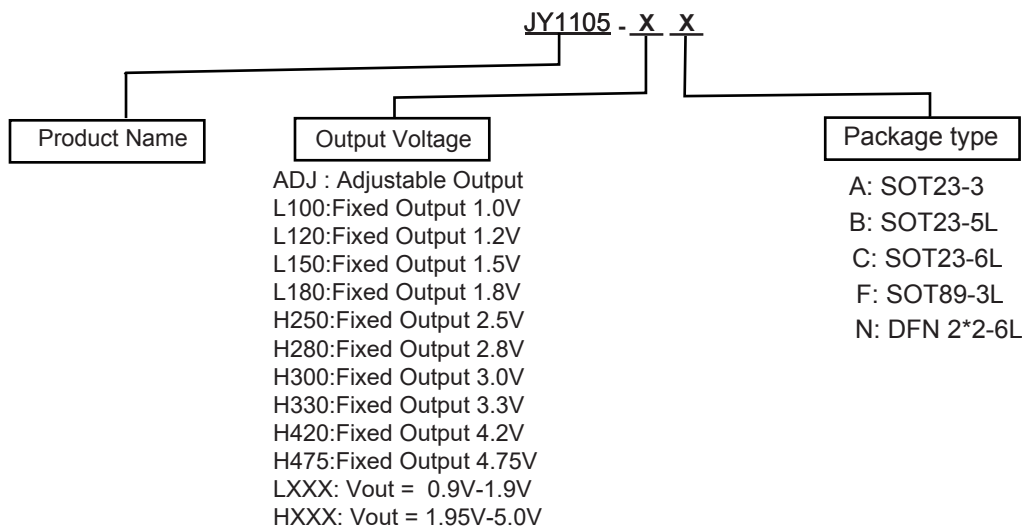 JY1105 - X X
Product Name
Output Voltage
ADJ : Adjustable Output
L100:Fixed Output 1.0V
L120:Fixed Output 1.2V
L150:Fixed Output 1.5V
L180:Fixed Output 1.8V
H250:Fixed Output 2.5V
H280:Fixed Output 2.8V
H300:Fixed Output 3.0V
H330:Fixed Output 3.3V
H420:Fixed Output 4.2V
H475:Fixed Output 4.75V
LXXX: Vout = 0.9V-1.9V
HXXX: Vout = 1.95V-5.0V
Package type
A: SOT23-3
B: SOT23-5L
C: SOT23-6L
F: SOT89-3L
N: DFN 2*2-6L